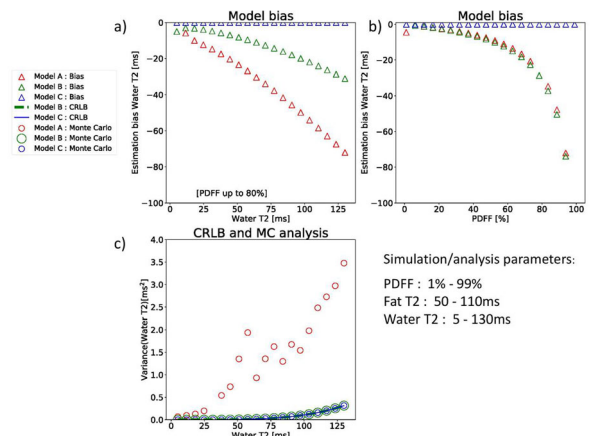 a)
Model bias
b)
Model bias
Model A : Bias
Model B : Bias
Model C : Bias
Model B : CRLB
Model C : CRLB
Model A : Monte Carlo
Model B : Monte Carlo
Model C : Monte Carlo
Estimation bias Water T2 [ms]
0
−20
−40
−60
−80
−100
[PDFF up to 80%]
0 25 50 75 100 125
Water T2 [ms]
Estimation bias Water T2 [ms]
0
−20
−40
−60
−80
−100
0 20 40 60 80 100
PDFF [%]
c)
CRLB and MC analysis
Variance(Water T2)[ms²]
4.0
3.5
3.0
2.5
2.0
1.5
1.0
0.5
0.0
0 25 50 75 100 125
Water T2 [ms]
Simulation/analysis parameters:
PDFF : 1% - 99%
Fat T2 : 50 - 110ms
Water T2 : 5 - 130ms